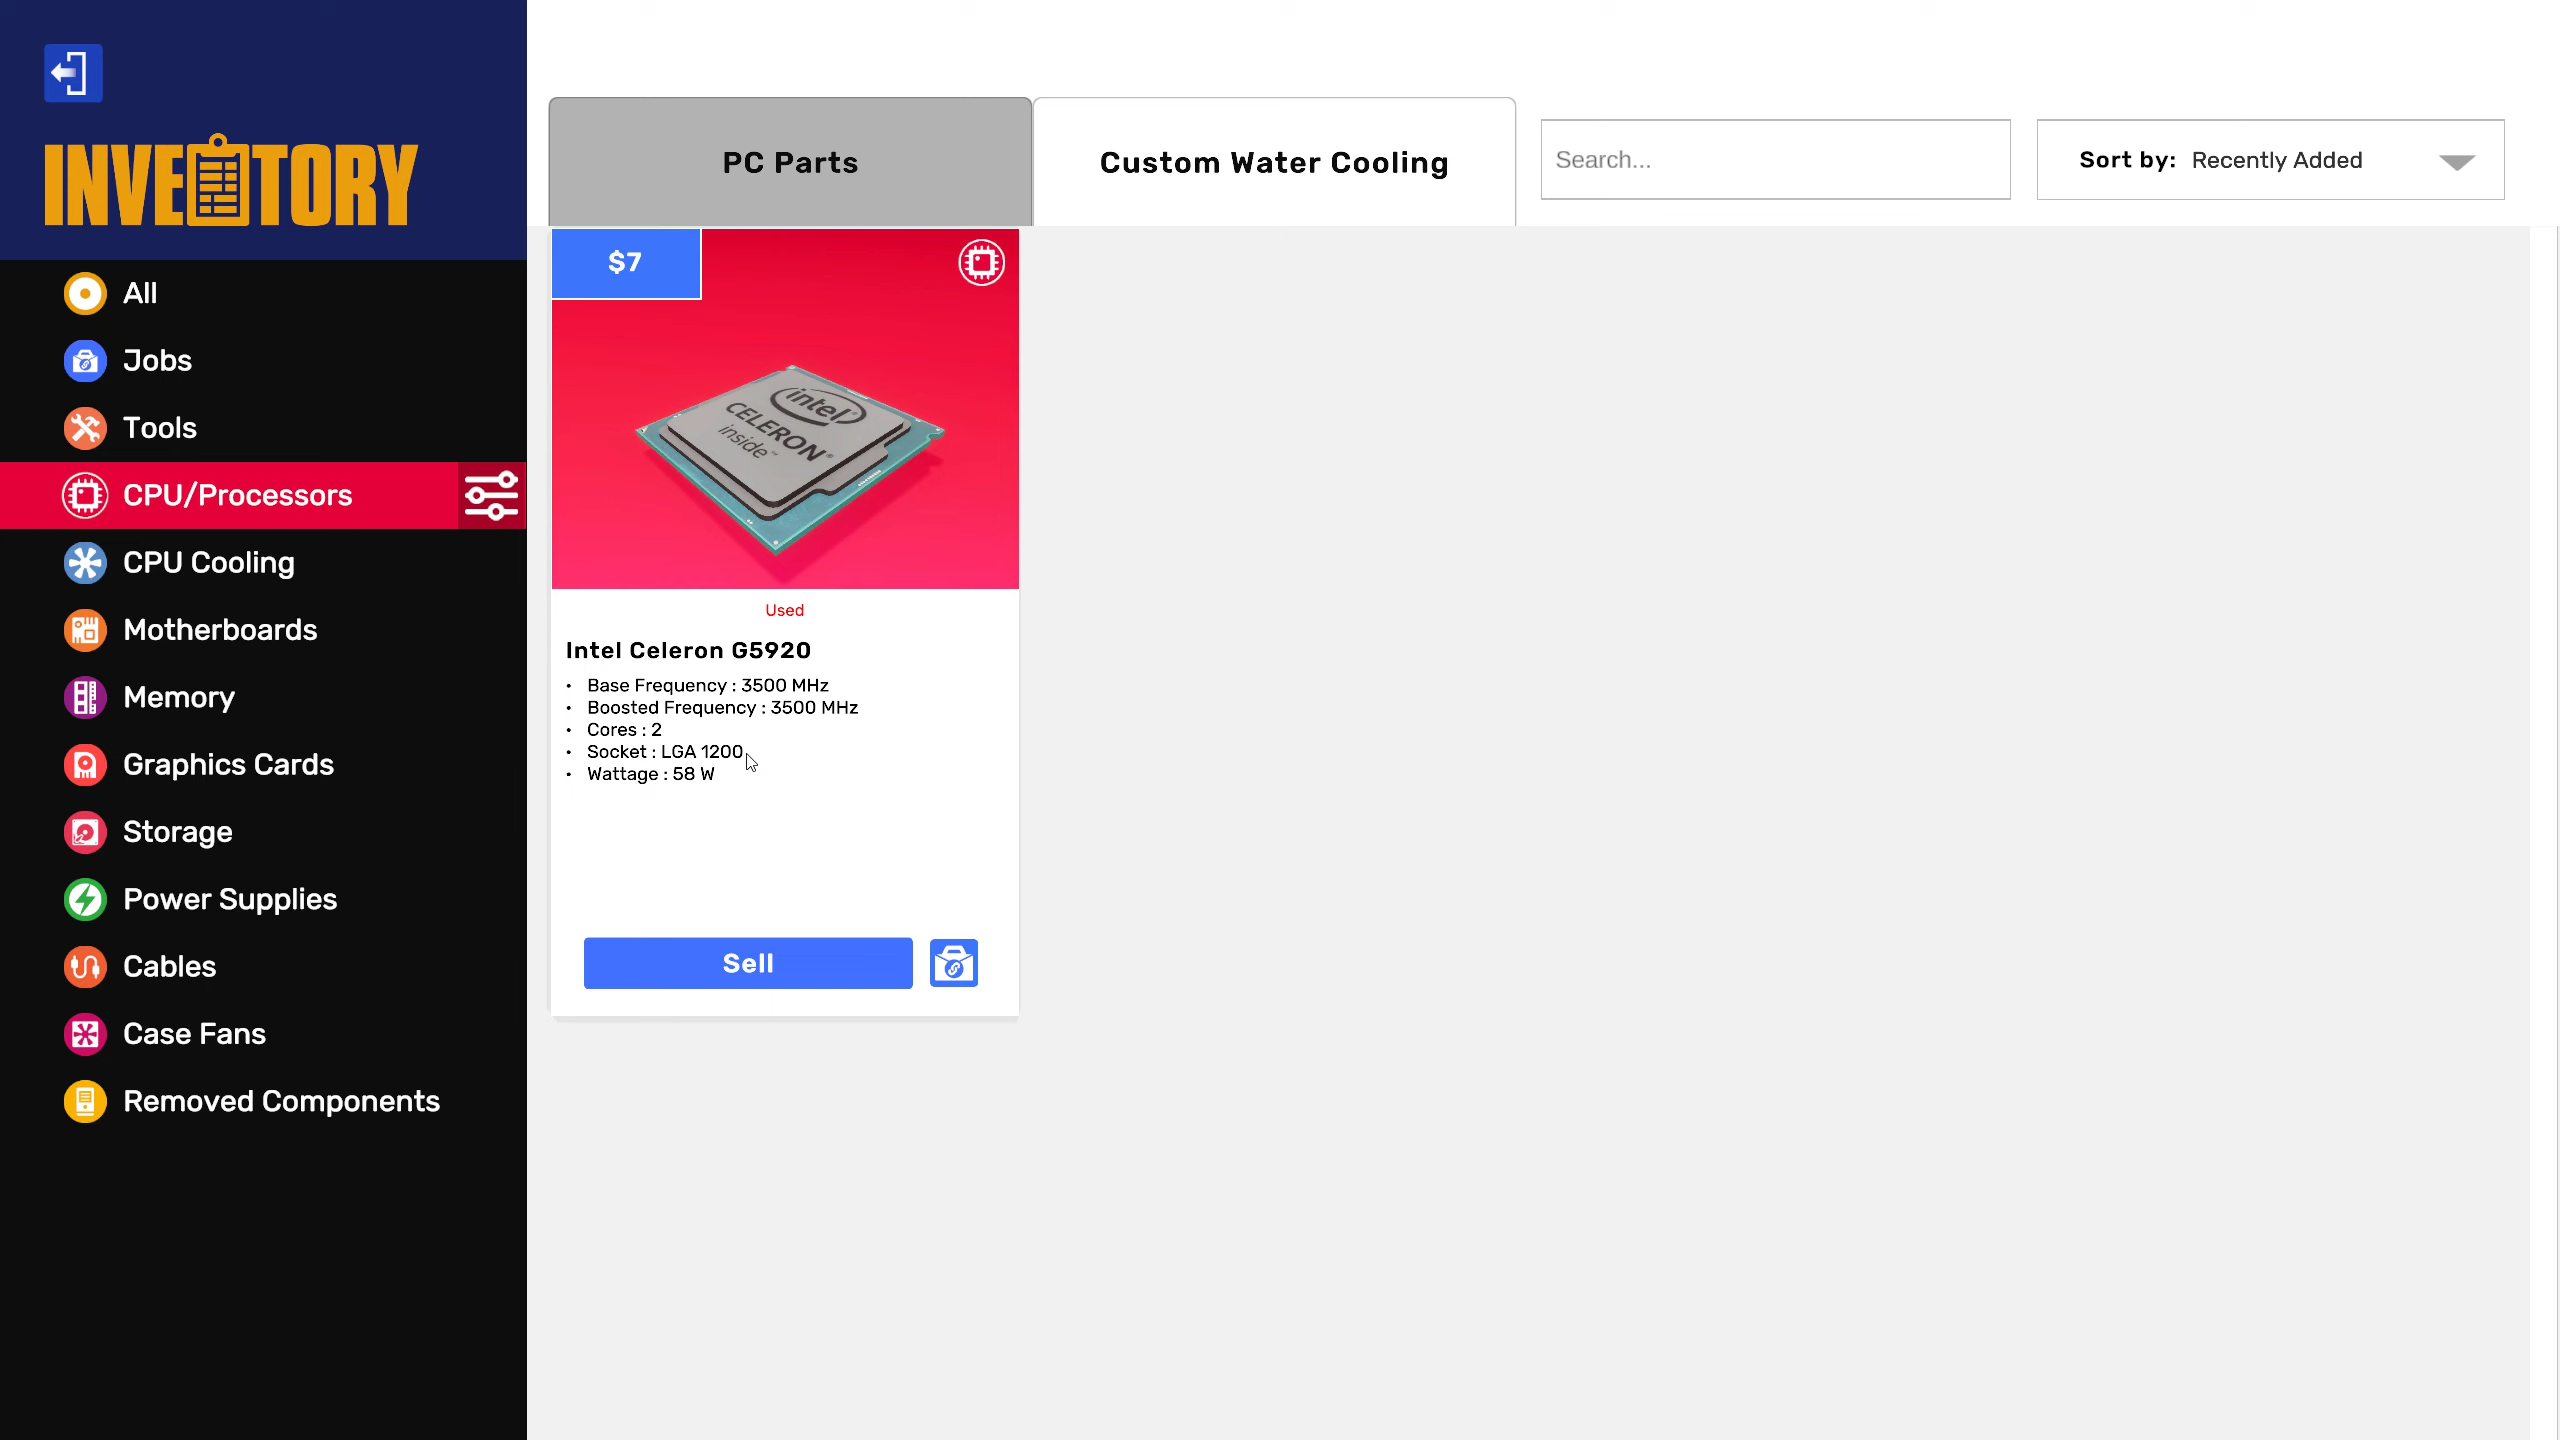 INVENTORY
All
Jobs
Tools
CPU/Processors
CPU Cooling
Motherboards
Memory
Graphics Cards
Storage
Power Supplies
Cables
Case Fans
Removed Components
PC Parts
Custom Water Cooling
Search...
Sort by: Recently Added
$7
intel®
CELERON®
inside™
Used
Intel Celeron G5920
• Base Frequency : 3500 MHz
• Boosted Frequency : 3500 MHz
• Cores : 2
• Socket : LGA 1200
• Wattage : 58 W
Sell